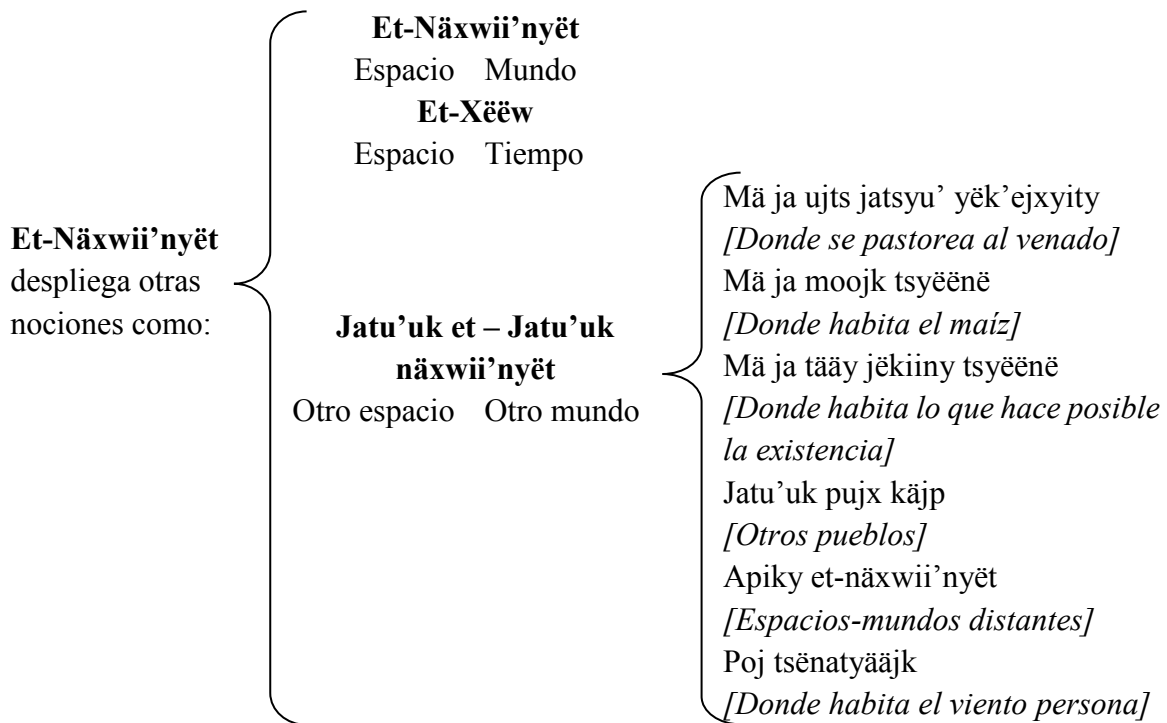 Et-Näxwii'nyët
despliega otras
nociones como:
Et-Näxwii'nyët
Espacio Mundo
Et-Xëëw
Espacio Tiempo
Jatu'uk et – Jatu'uk
näxwii'nyët
Otro espacio Otro mundo
Mä ja ujts jatsyu' yëk'ejxyity
[Donde se pastorea al venado]
Mä ja moojk tsyëënë
[Donde habita el maíz]
Mä ja tääy jëkiiny tsyëënë
[Donde habita lo que hace posible
la existencia]
Jatu'uk pujx käjp
[Otros pueblos]
Apiky et-näxwii'nyët
[Espacios-mundos distantes]
Poj tsënatyääjk
[Donde habita el viento persona]